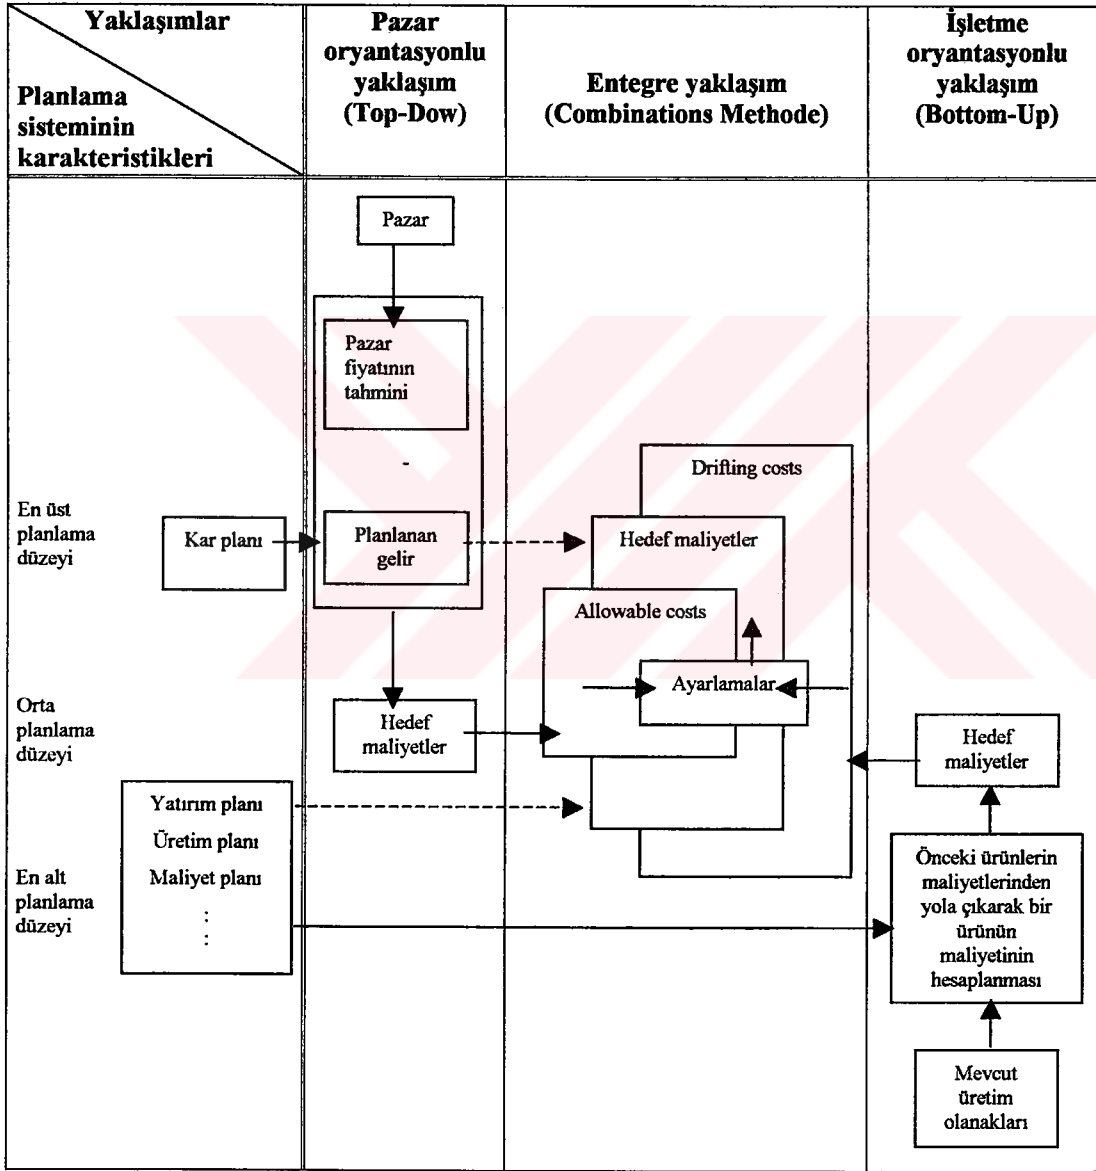 Yaklaşımlar
Planlama
sisteminin
karakteristikleri
Pazar
oryantasyonlu
yaklaşım
(Top-Dow)
Entegre yaklaşım
(Combinations Methode)
İşletme
oryantasyonlu
yaklaşım
(Bottom-Up)
Pazar
Pazar
fiyatının
tahmini
-
En üst
planlama
düzeyi
Kar planı
Planlanan
gelir
Drifting costs
Hedef maliyetler
Allowable costs
Ayarlamalar
Orta
planlama
düzeyi
Hedef
maliyetler
Hedef
maliyetler
Yatırım planı
Üretim planı
Maliyet planı
:
:
En alt
planlama
düzeyi
Önceki ürünlerin
maliyetlerinden
yola çıkarak bir
ürünün
maliyetinin
hesaplanması
Mevcut
üretim
olanakları